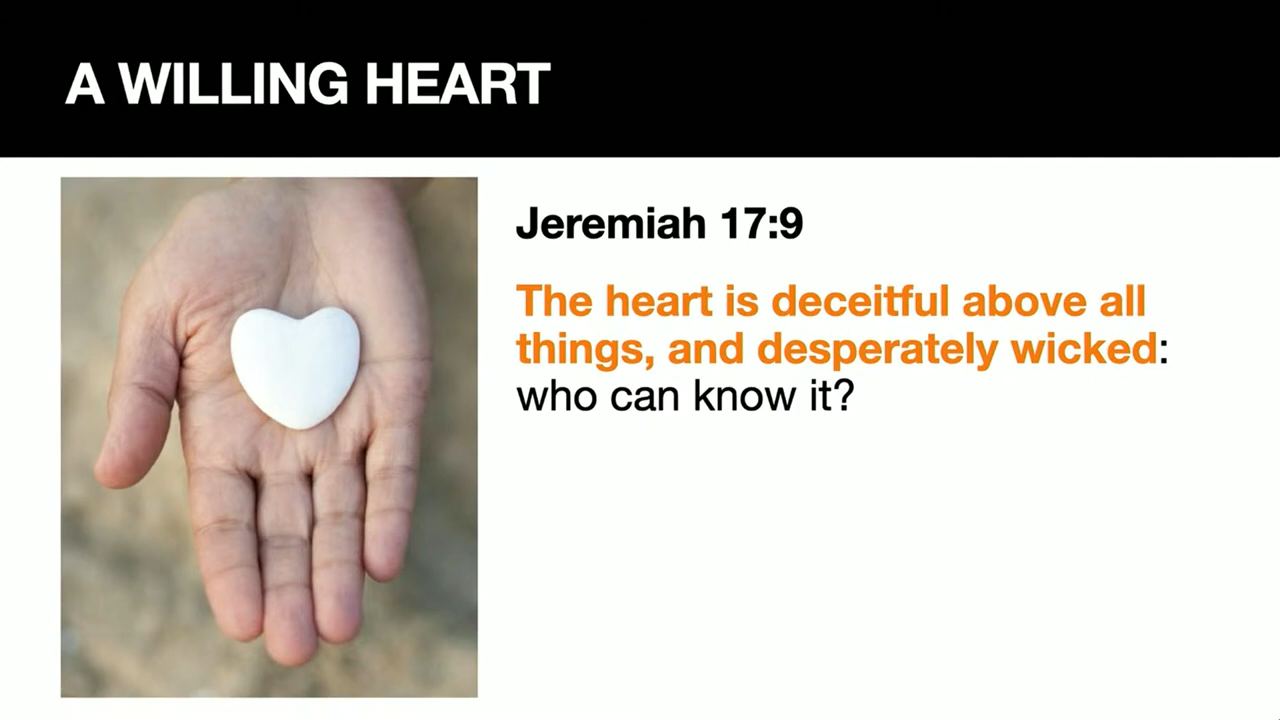 A WILLING HEART
Jeremiah 17:9
The heart is deceitful above all
things, and desperately wicked:
who can know it?